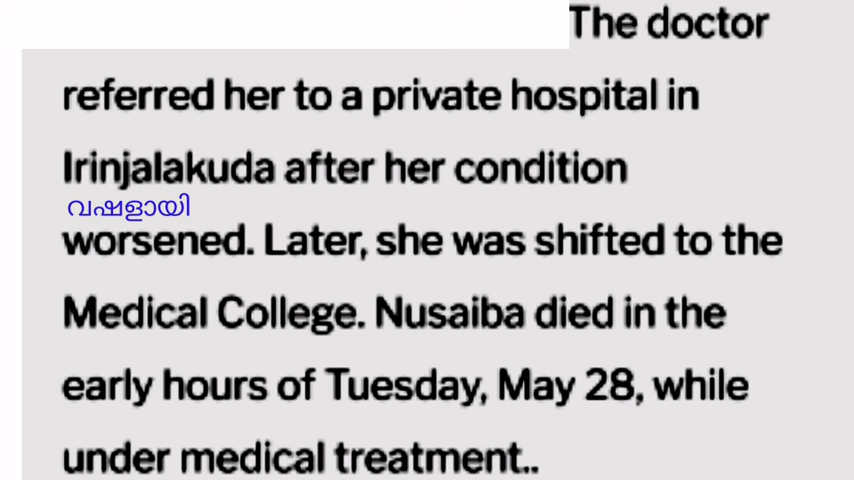 The doctor
referred her to a private hospital in
Irinjalakuda after her condition
വഷളായി
worsened. Later, she was shifted to the
Medical College. Nusaiba died in the
early hours of Tuesday, May 28, while
under medical treatment..